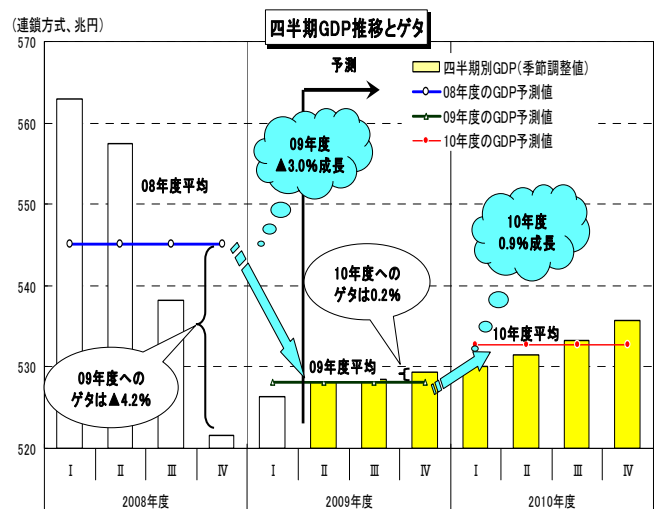 (連鎖方式、兆円)
四半期GDP推移とゲタ
予測
四半期別GDP(季節調整値)
08年度のGDP予測値
09年度のGDP予測値
10年度のGDP予測値
570
560
550
540
530
520
08年度平均
09年度
▲3.0%成長
10年度
0.9%成長
10年度への
ゲタは0.2%
09年度への
ゲタは▲4.2%
09年度平均
10年度平均
Ⅰ Ⅱ Ⅲ Ⅳ Ⅰ Ⅱ Ⅲ Ⅳ Ⅰ Ⅱ Ⅲ Ⅳ
2008年度 2009年度 2010年度